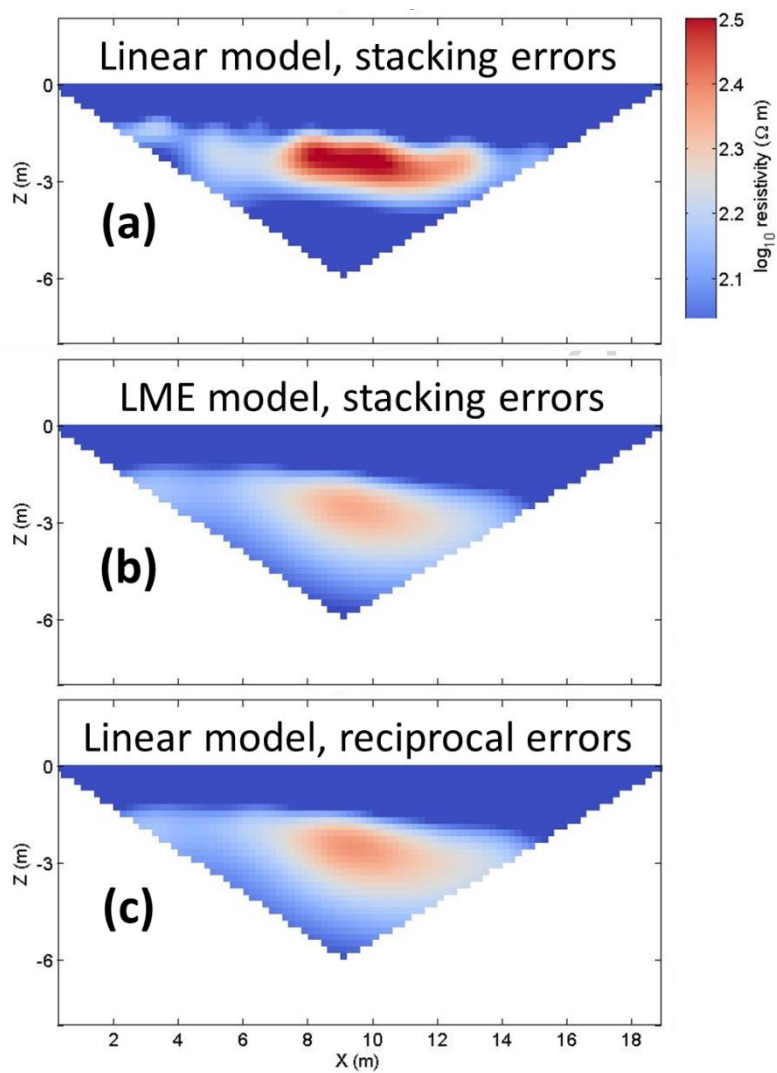 Linear model, stacking errors
0
-3
-6
Z (m)
(a)
2.5
2.4
2.3
2.2
2.1
log10 resistivity (Ω m)
LME model, stacking errors
0
-3
-6
Z (m)
(b)
Linear model, reciprocal errors
0
-3
-6
Z (m)
(c)
2 4 6 8 10 12 14 16 18
X (m)